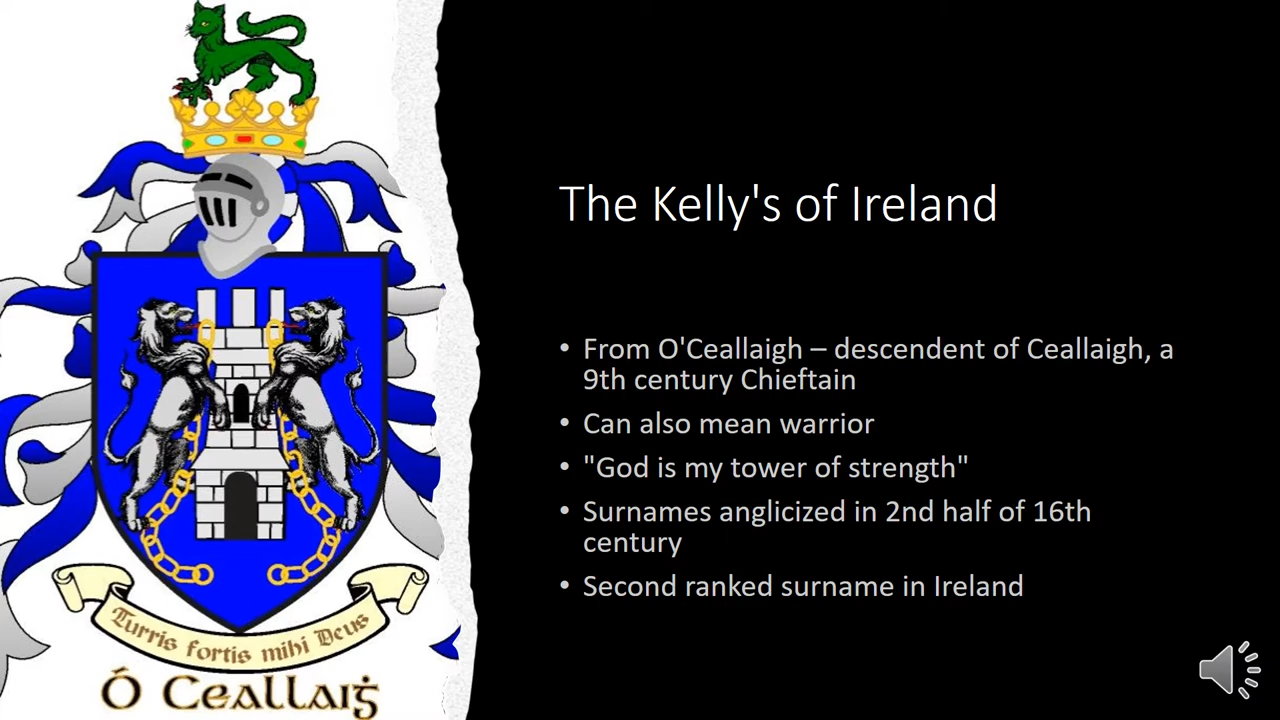 The Kelly's of Ireland
• From O'Ceallaigh – descendent of Ceallaigh, a
9th century Chieftain
• Can also mean warrior
• "God is my tower of strength"
• Surnames anglicized in 2nd half of 16th
century
• Second ranked surname in Ireland
Turris fortis mihi Deus
Ó Ceallaiġ